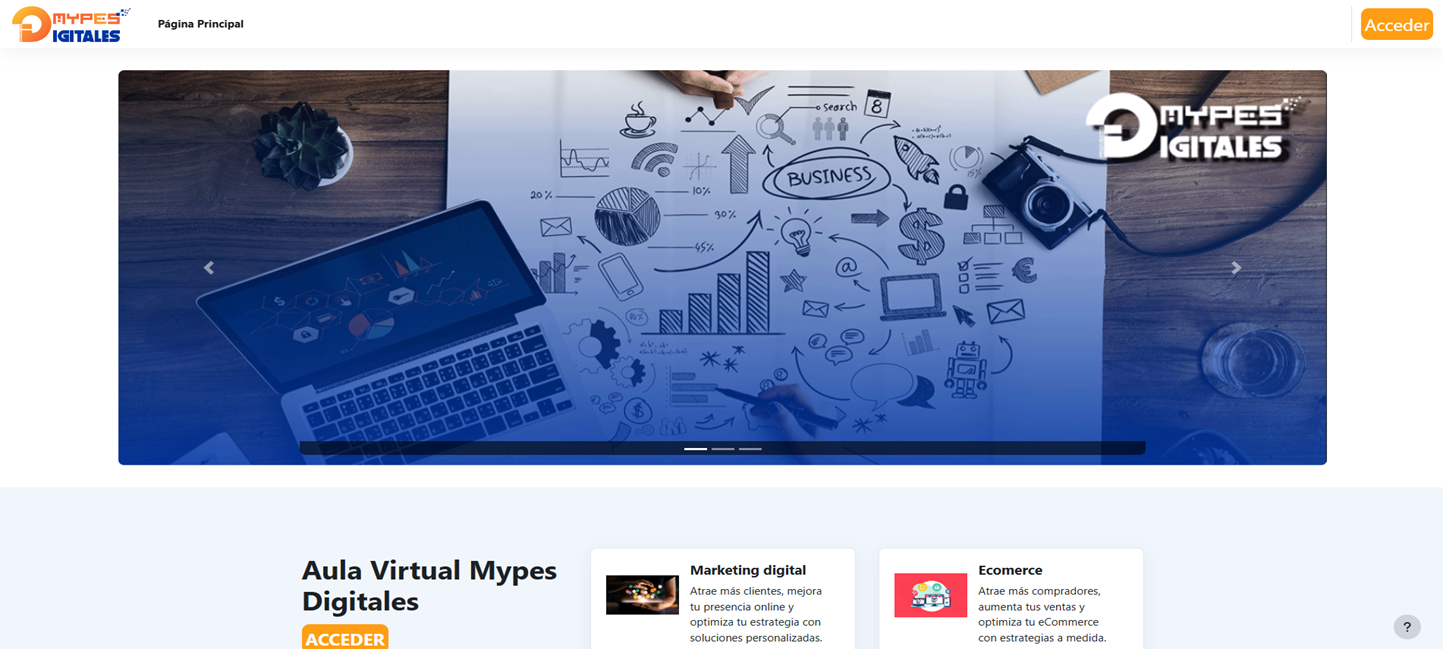 MYPES
DIGITALES
Página Principal
Acceder
search
8
MYPES
DIGITALES
BUSINESS
15%
20%
10%
30%
45%
$
@
€
Aula Virtual Mypes
Digitales
ACCEDER
Marketing digital
Atrae más clientes, mejora
tu presencia online y
optimiza tu estrategia con
soluciones personalizadas.
Ecomerce
Atrae más compradores,
aumenta tus ventas y
optimiza tu eCommerce
con estrategias a medida.
?